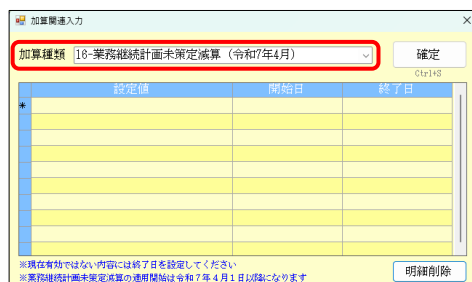 加算関連入力
加算種類 16-業務継続計画未策定減算（令和7年4月） 確定
Ctrl+S
設定値 開始日 終了日
*
※現在有効ではない内容には終了日を設定してください
※業務継続計画未策定減算の適用開始は令和7年4月1日以降になります
明細削除